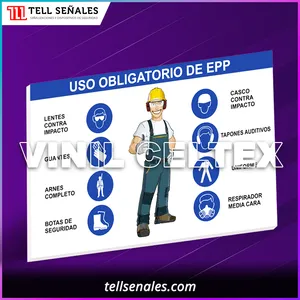 TELL SEÑALES
USO OBLIGATORIO DE EPP
LENTES
CONTRA
IMPACTO
GUANTES
ARNES
COMPLETO
BOTAS DE
SEGURIDAD
CASCO
CONTRA
IMPACTO
TAPONES AUDITIVOS
RESPIRADOR
MEDIA CARA
VINIL CELTEX
tellsenales.com